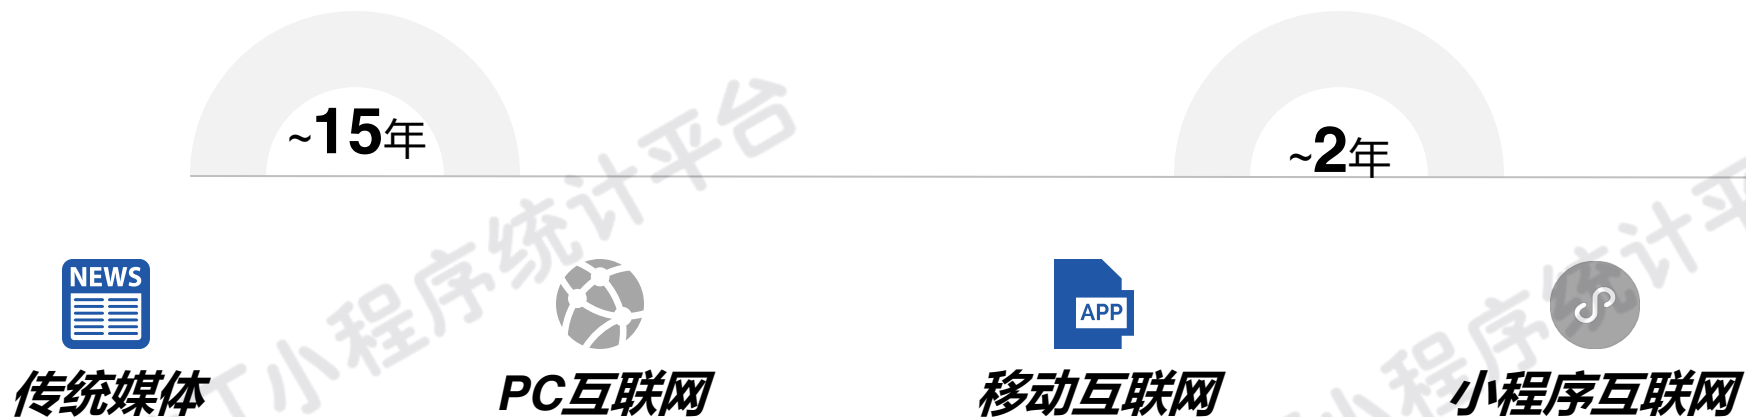 ~15年
~2年
NEWS
APP
传统媒体
PC互联网
移动互联网
小程序互联网
T小程序统计平台
小程序统计平